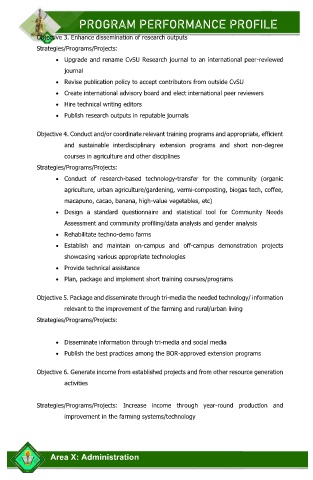 PROGRAM PERFORMANCE PROFILE
Objective 3. Enhance dissemination of research outputs
Strategies/Programs/Projects:
• Upgrade and rename CvSU Research journal to an international peer-reviewed
journal
• Revise publication policy to accept contributors from outside CvSU
• Create international advisory board and elect international peer reviewers
• Hire technical writing editors
• Publish research outputs in reputable journals
Objective 4. Conduct and/or coordinate relevant training programs and appropriate, efficient
and sustainable interdisciplinary extension programs and short non-degree
courses in agriculture and other disciplines
Strategies/Programs/Projects:
• Conduct of research-based technology-transfer for the community (organic
agriculture, urban agriculture/gardening, vermi-composting, biogas tech, coffee,
macapuno, cacao, banana, high-value vegetables, etc)
• Design a standard questionnaire and statistical tool for Community Needs
Assessment and community profiling/data analysis and gender analysis
• Rehabilitate techno-demo farms
• Establish and maintain on-campus and off-campus demonstration projects
showcasing various appropriate technologies
• Provide technical assistance
• Plan, package and implement short training courses/programs
Objective 5. Package and disseminate through tri-media the needed technology/ information
relevant to the improvement of the farming and rural/urban living
Strategies/Programs/Projects:
• Disseminate information through tri-media and social media
• Publish the best practices among the BOR-approved extension programs
Objective 6. Generate income from established projects and from other resource generation
activities
Strategies/Programs/Projects: Increase income through year-round production and
improvement in the farming systems/technology
Area X: Administration